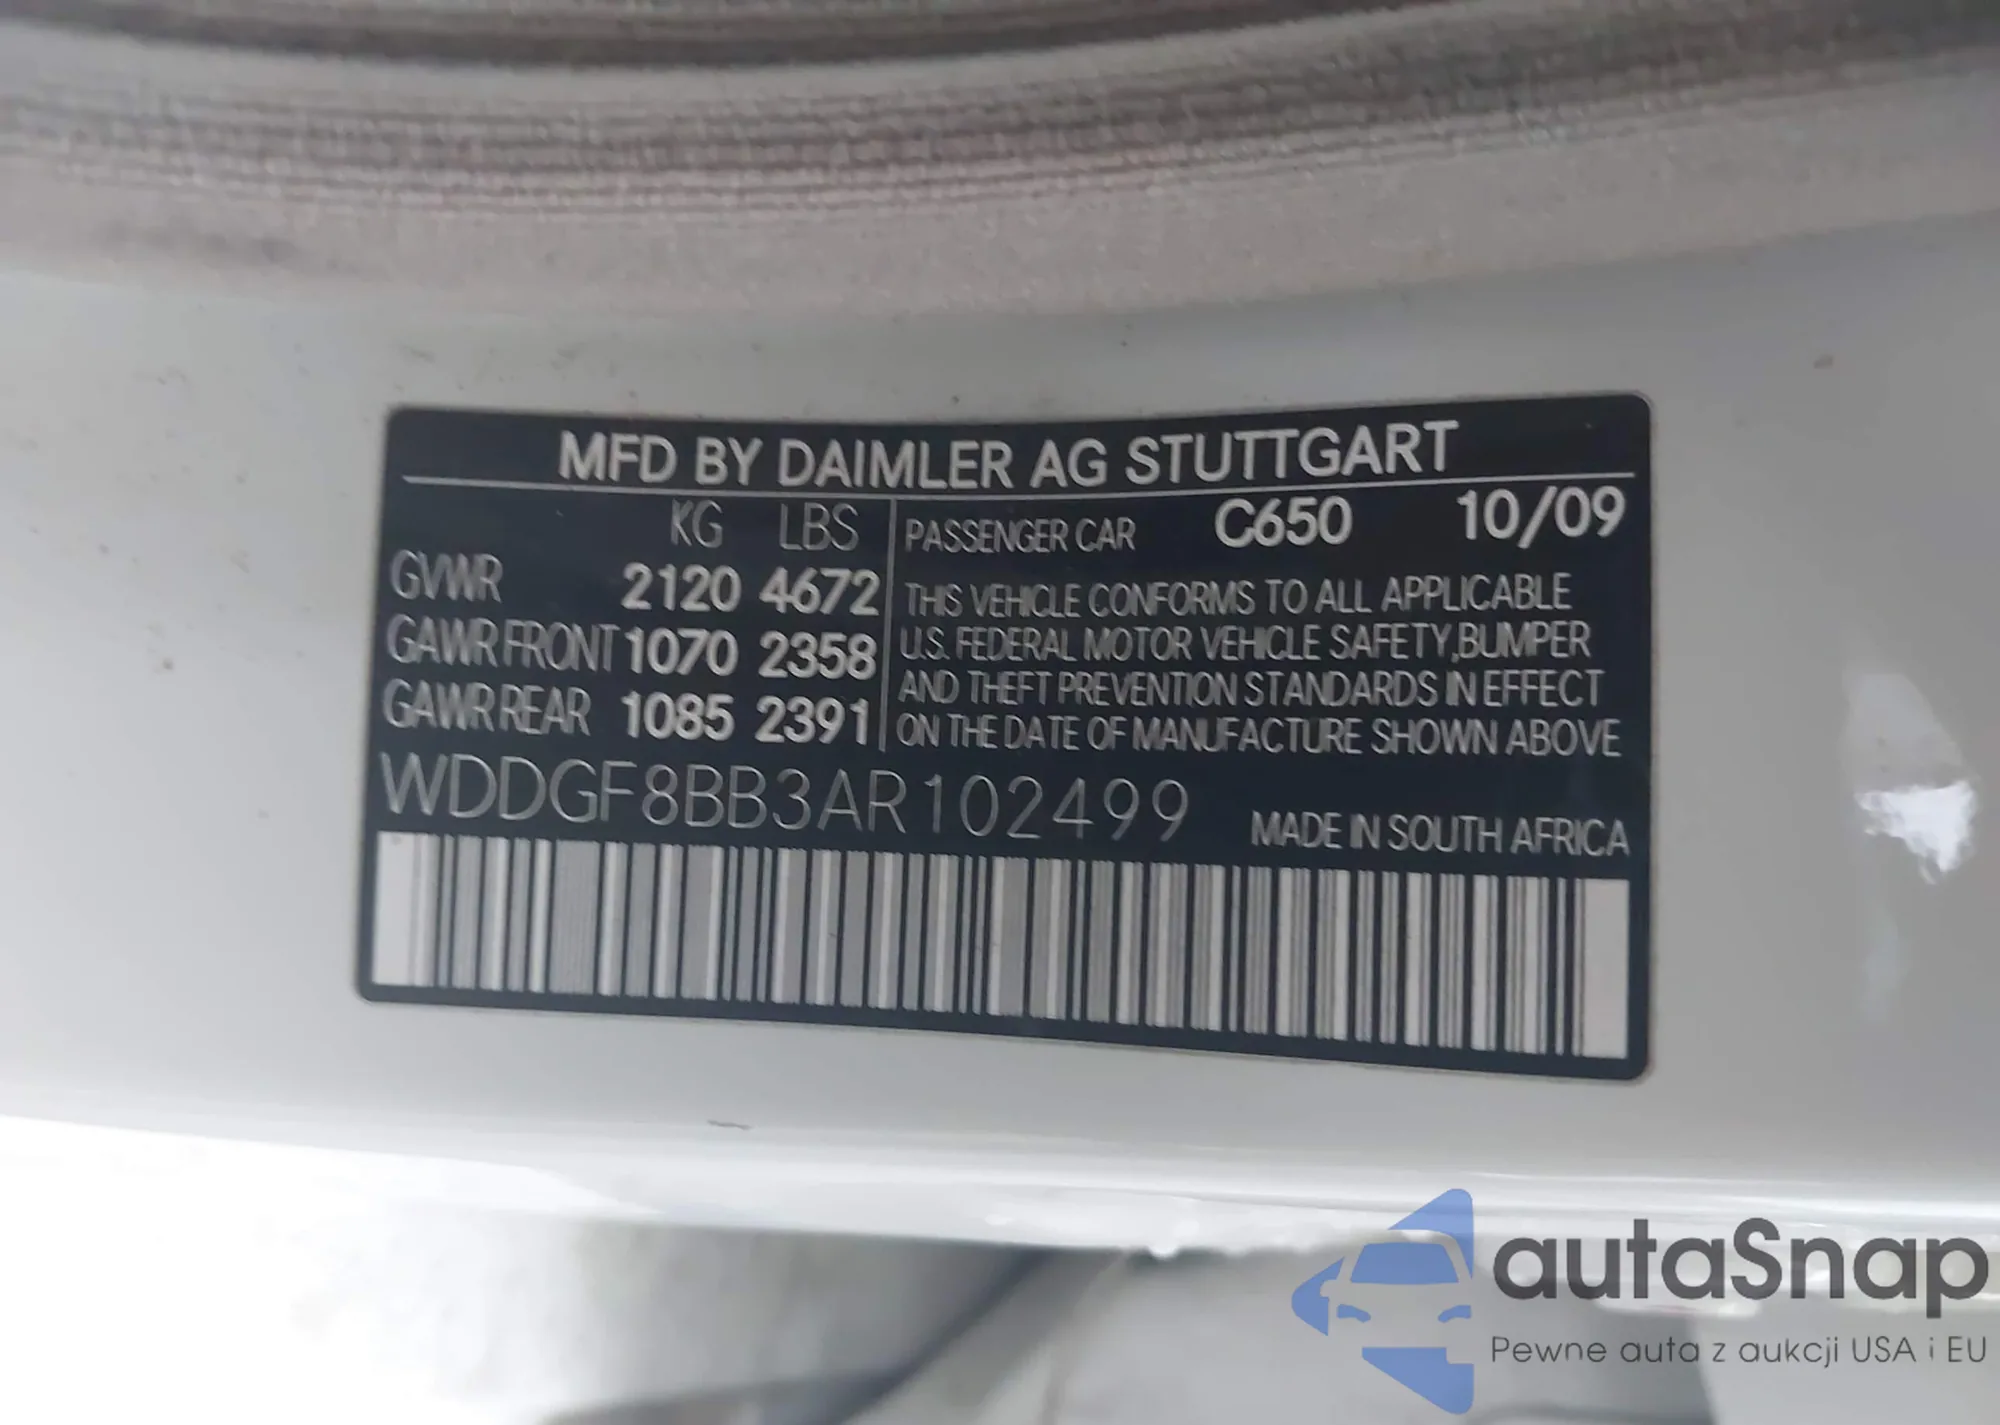 MFD BY DAIMLER AG STUTTGART
KG LBS
GVWR 2120 4672
GAWR FRONT 1070 2358
GAWR REAR 1085 2391
PASSENGER CAR C650 10/09
THIS VEHICLE CONFORMS TO ALL APPLICABLE
U.S. FEDERAL MOTOR VEHICLE SAFETY,BUMPER
AND THEFT PREVENTION STANDARDS IN EFFECT
ON THE DATE OF MANUFACTURE SHOWN ABOVE
WDDGF8BB3AR102499
MADE IN SOUTH AFRICA
autaSnap
Pewne auta z aukcji USA i EU